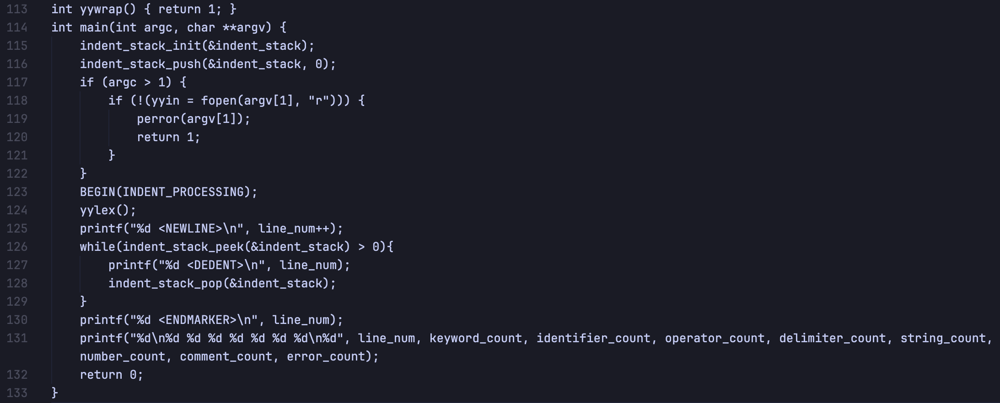 113 int yywrap() { return 1; }
114 int main(int argc, char **argv) {
115     indent_stack_init(&indent_stack);
116     indent_stack_push(&indent_stack, 0);
117     if (argc > 1) {
118         if (!(yyin = fopen(argv[1], "r"))) {
119             perror(argv[1]);
120             return 1;
121         }
122     }
123     BEGIN(INDENT_PROCESSING);
124     yylex();
125     printf("%d <NEWLINE>\n", line_num++);
126     while(indent_stack_peek(&indent_stack) > 0){
127         printf("%d <DEDENT>\n", line_num);
128         indent_stack_pop(&indent_stack);
129     }
130     printf("%d <ENDMARKER>\n", line_num);
131     printf("%d\n%d %d %d %d %d %d %d\n%d", line_num, keyword_count, identifier_count, operator_count, delimiter_count, string_count,
    number_count, comment_count, error_count);
132     return 0;
133 }